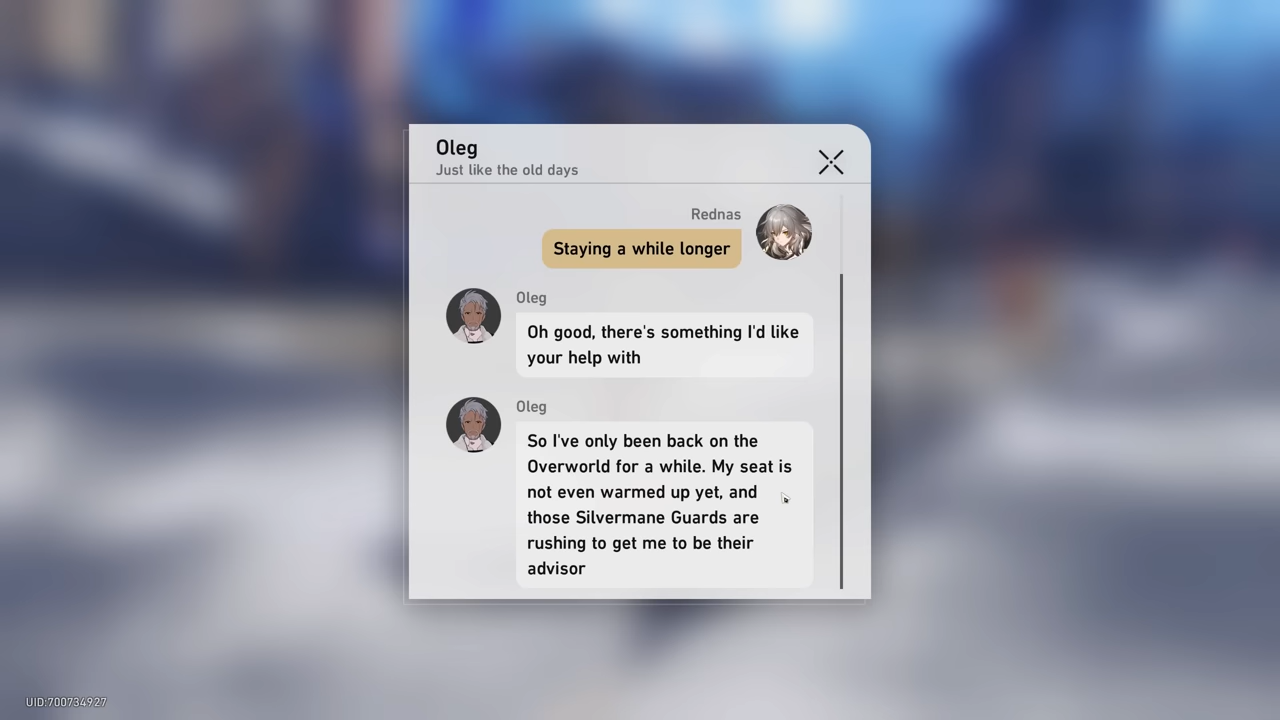 Oleg
Just like the old days
Rednas
Staying a while longer
Oleg
Oh good, there's something I'd like
your help with
Oleg
So I've only been back on the
Overworld for a while. My seat is
not even warmed up yet, and
those Silvermane Guards are
rushing to get me to be their
advisor
UID:700734927